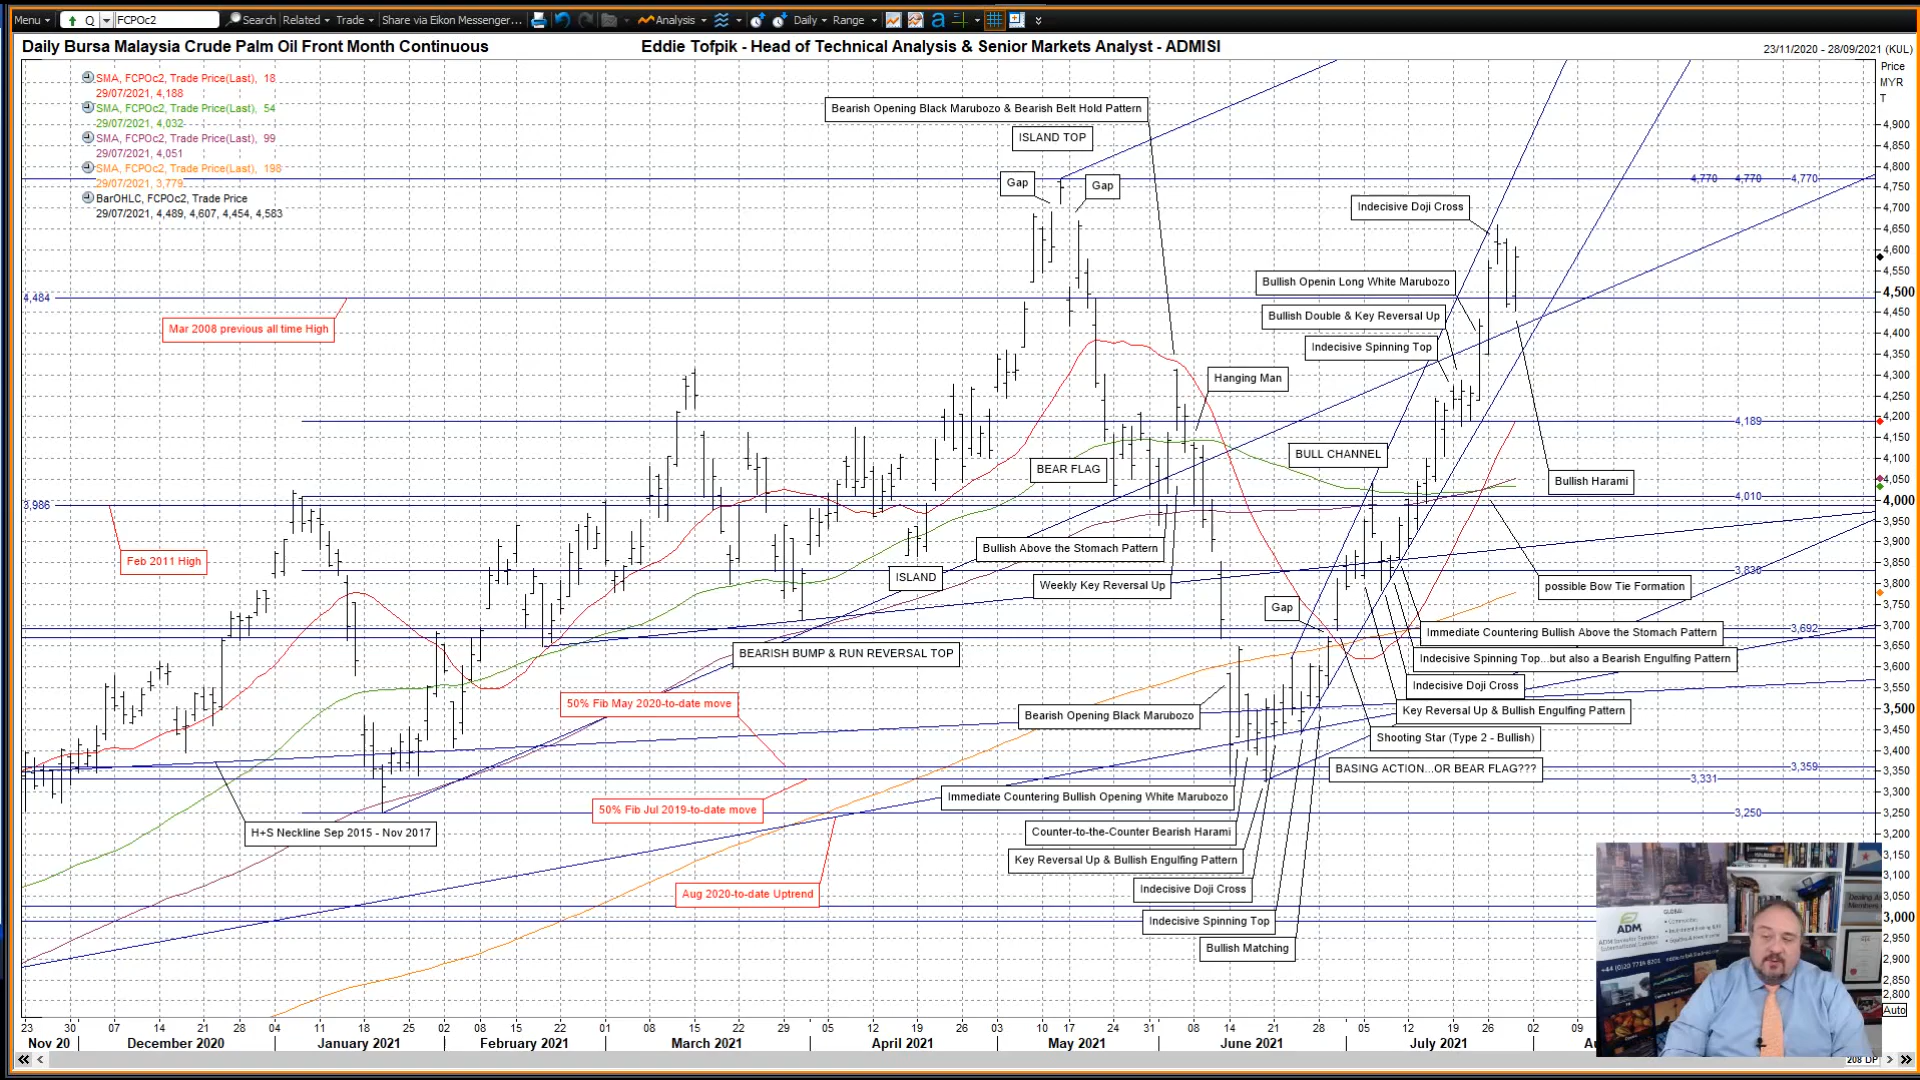 Menu
Q
FCPOc2
Search
Related
Trade
Share via Eikon Messenger...
Analysis
Daily
Range
Daily Bursa Malaysia Crude Palm Oil Front Month Continuous
Eddie Tofpik - Head of Technical Analysis & Senior Markets Analyst - ADMISI
23/11/2020 - 28/09/2021 (KUL)
SMA, FCPOc2, Trade Price(Last), 18
29/07/2021, 4,188
SMA, FCPOc2, Trade Price(Last), 54
29/07/2021, 4,032
SMA, FCPOc2, Trade Price(Last), 99
29/07/2021, 4,051
SMA, FCPOc2, Trade Price(Last), 198
29/07/2021, 3,779
BarOHLC, FCPOc2, Trade Price
29/07/2021, 4,489, 4,607, 4,454, 4,583
Price
MYR
T
Bearish Opening Black Marubozo & Bearish Belt Hold Pattern
ISLAND TOP
Gap
Gap
4,770 4,770 4,770
Indecisive Doji Cross
4,484
Mar 2008 previous all time High
Bullish Openin Long White Marubozo
Bullish Double & Key Reversal Up
Indecisive Spinning Top
Hanging Man
4,189
BULL CHANNEL
BEAR FLAG
Bullish Harami
4,010
3,986
Feb 2011 High
Bullish Above the Stomach Pattern
ISLAND
3,830
Weekly Key Reversal Up
possible Bow Tie Formation
Gap
3,692
Immediate Countering Bullish Above the Stomach Pattern
BEARISH BUMP & RUN REVERSAL TOP
Indecisive Spinning Top...but also a Bearish Engulfing Pattern
Indecisive Doji Cross
50% Fib May 2020-to-date move
Key Reversal Up & Bullish Engulfing Pattern
Bearish Opening Black Marubozo
Shooting Star (Type 2 - Bullish)
BASING ACTION...OR BEAR FLAG???
3,359
3,331
Immediate Countering Bullish Opening White Marubozo
50% Fib Jul 2019-to-date move
3,250
H+S Neckline Sep 2015 - Nov 2017
Counter-to-the-Counter Bearish Harami
Key Reversal Up & Bullish Engulfing Pattern
Indecisive Doji Cross
Aug 2020-to-date Uptrend
Indecisive Spinning Top
Bullish Matching
4,900
4,850
4,800
4,750
4,700
4,650
4,600
4,550
4,500
4,450
4,400
4,350
4,300
4,250
4,200
4,150
4,100
4,050
4,000
3,950
3,900
3,850
3,800
3,750
3,700
3,650
3,600
3,550
3,500
3,450
3,400
3,350
3,300
3,250
3,200
3,150
3,100
3,050
3,000
2,950
2,900
2,850
2,800
Auto
ADM
GLOBAL
23 30 07 14 21 28 04 11 18 25 02 08 15 22 01 08 15 22 29 05 12 19 26 03 10 17 24 31 08 14 21 28 05 12 19 26 02 09
Nov 20 December 2020 January 2021 February 2021 March 2021 April 2021 May 2021 June 2021 July 2021
208 DP